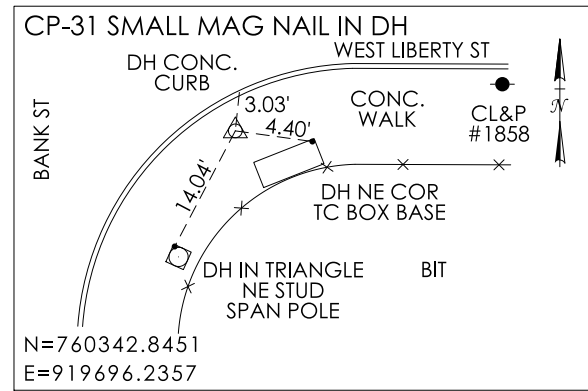 CP-31 SMALL MAG NAIL IN DH
WEST LIBERTY ST
DH CONC.
CURB
BANK ST
3.03'
4.40'
14.04'
CONC.
WALK
CL&P
#1858
N
DH NE COR
TC BOX BASE
DH IN TRIANGLE
NE STUD
SPAN POLE
BIT
N=760342.8451
E=919696.2357